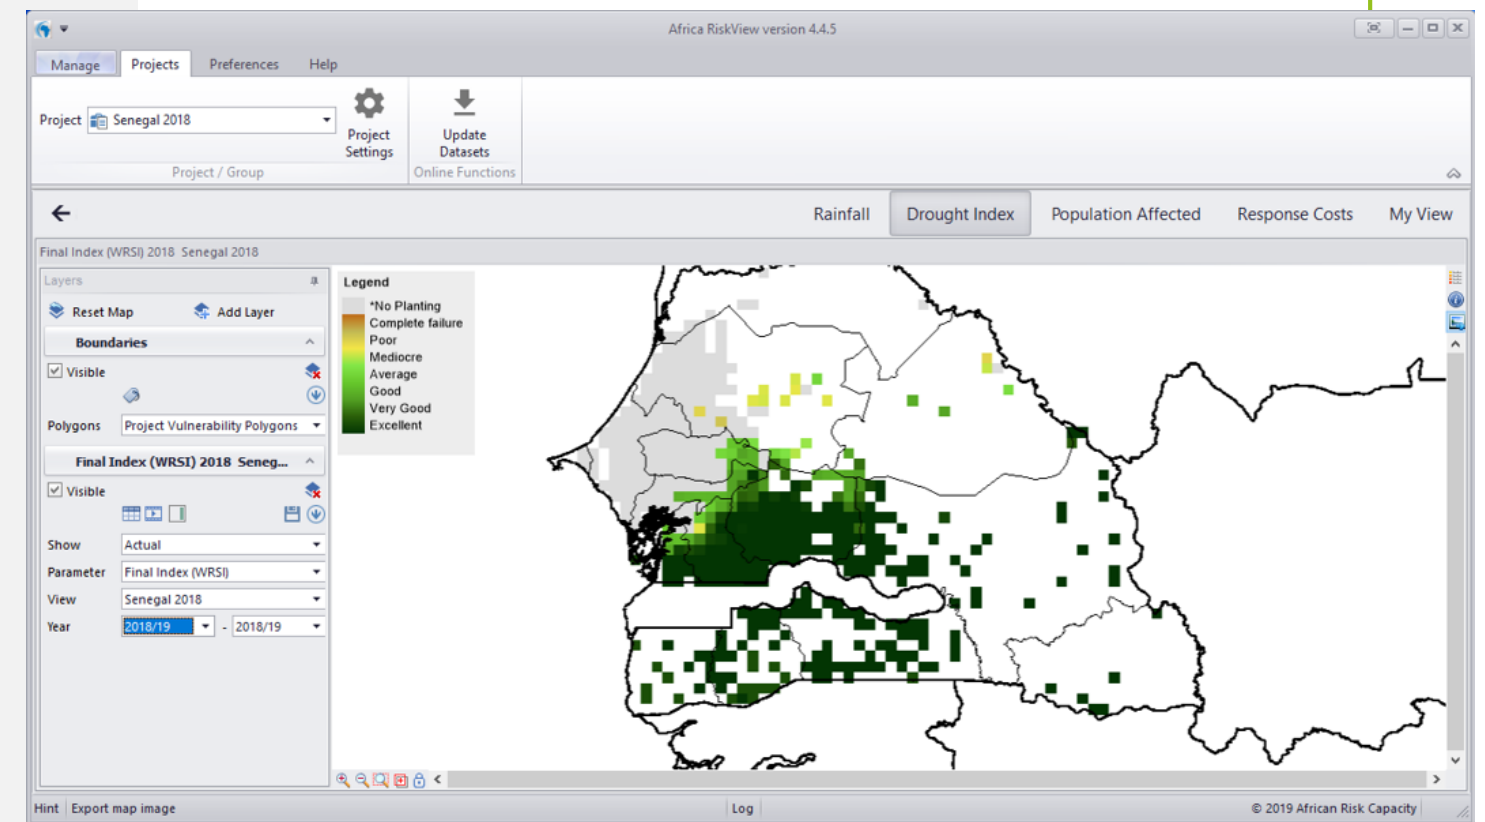 Africa RiskView version 4.4.5
Manage Projects Preferences Help
Project Senegal 2018
Project Settings
Update Datasets
Project / Group
Online Functions
Rainfall Drought Index Population Affected Response Costs My View
Final Index (WRSI) 2018 Senegal 2018
Layers
Reset Map Add Layer
Boundaries
Visible
Polygons Project Vulnerability Polygons
Final Index (WRSI) 2018 Seneg...
Visible
Show Actual
Parameter Final Index (WRSI)
View Senegal 2018
Year 2018/19 - 2018/19
Legend
*No Planting
Complete failure
Poor
Mediocre
Average
Good
Very Good
Excellent
Hint Export map image Log © 2019 African Risk Capacity